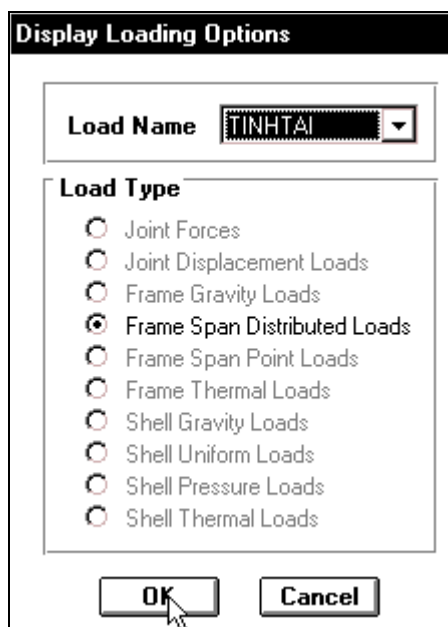 Display Loading Options
Load Name TINHTAI
Load Type
Joint Forces
Joint Displacement Loads
Frame Gravity Loads
Frame Span Distributed Loads
Frame Span Point Loads
Frame Thermal Loads
Shell Gravity Loads
Shell Uniform Loads
Shell Pressure Loads
Shell Thermal Loads
OK Cancel